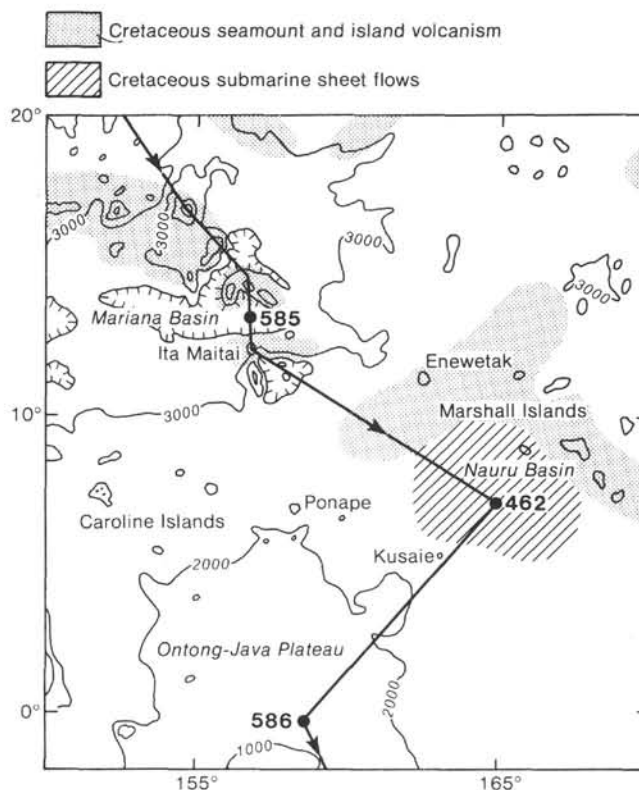 Cretaceous seamount and island volcanism
Cretaceous submarine sheet flows
20°
3000
3000
3000
3000
585
Mariana Basin
Ita Maitai
Enewetak
10°
3000
Marshall Islands
Nauru Basin
462
Caroline Islands
Ponape
Kusaie
2000
Ontong-Java Plateau
2000
0°
586
1000
155°
165°